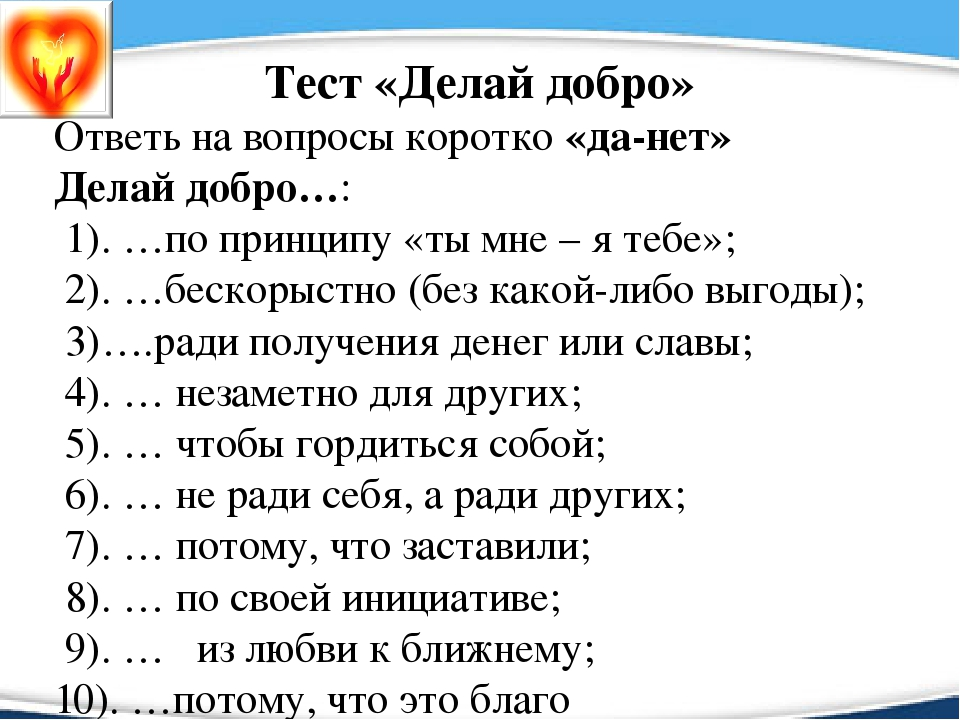 Тест «Делай добро»
Ответь на вопросы коротко «да-нет»
Делай добро…:
1). …по принципу «ты мне – я тебе»;
2). …бескорыстно (без какой-либо выгоды);
3)….ради получения денег или славы;
4). … незаметно для других;
5). … чтобы гордиться собой;
6). … не ради себя, а ради других;
7). … потому, что заставили;
8). … по своей инициативе;
9). … из любви к ближнему;
10). …потому, что это благо